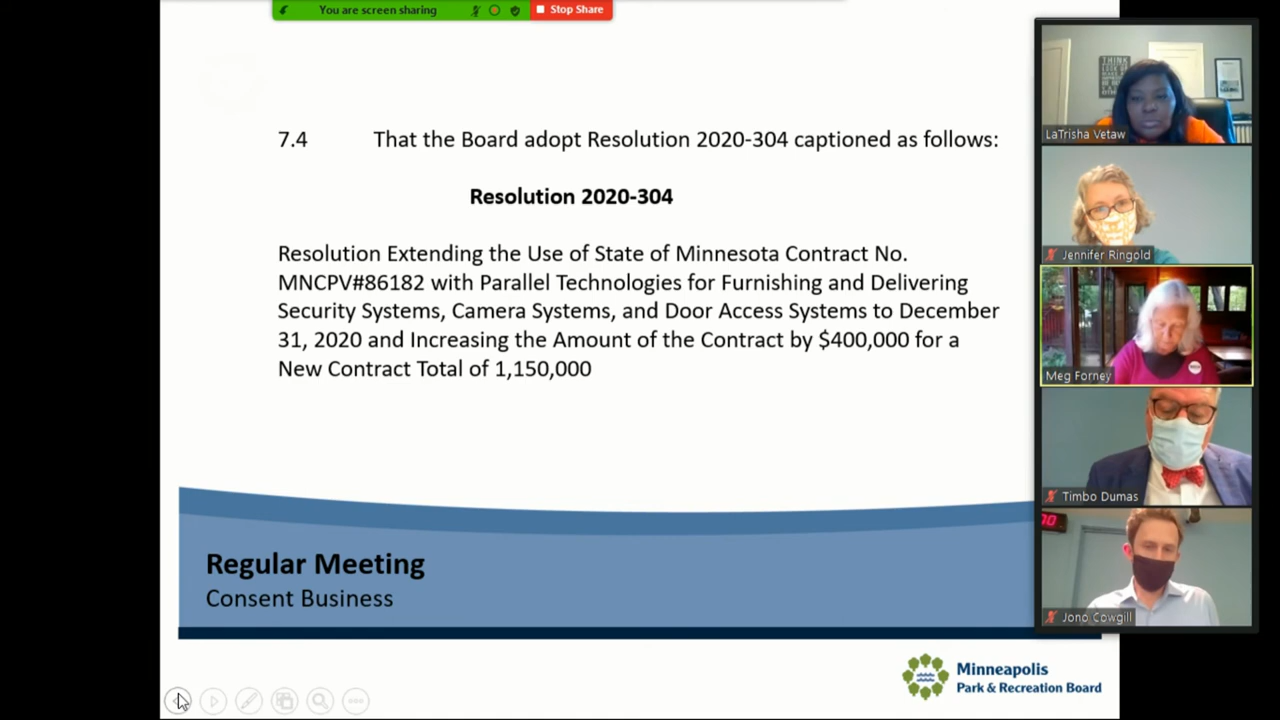 You are screen sharing
Stop Share
7.4 That the Board adopt Resolution 2020-304 captioned as follows:
Resolution 2020-304
Resolution Extending the Use of State of Minnesota Contract No.
MNCPV#86182 with Parallel Technologies for Furnishing and Delivering
Security Systems, Camera Systems, and Door Access Systems to December
31, 2020 and Increasing the Amount of the Contract by $400,000 for a
New Contract Total of 1,150,000
Regular Meeting
Consent Business
Minneapolis
Park & Recreation Board
THINK
LaTrisha Vetaw
Jennifer Ringold
Meg Forney
Timbo Dumas
Jono Cowgill